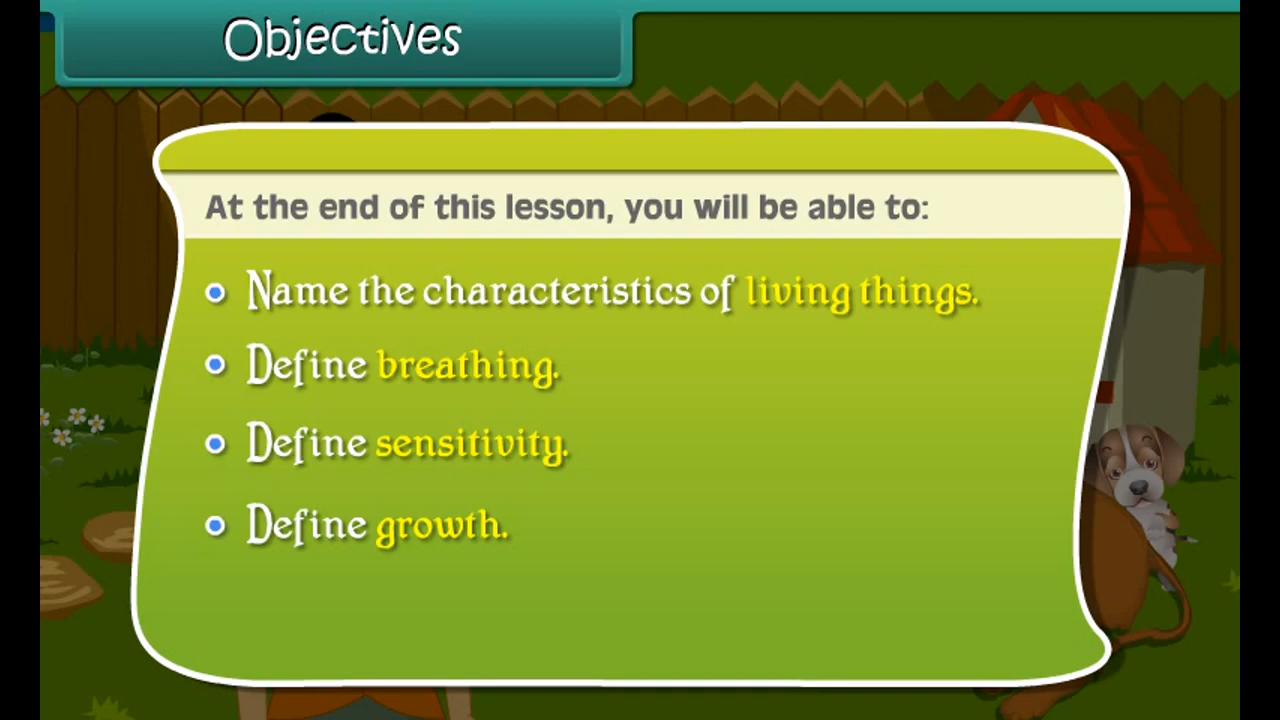 Objectives
At the end of this lesson, you will be able to:
Name the characteristics of living things.
Define breathing.
Define sensitivity.
Define growth.